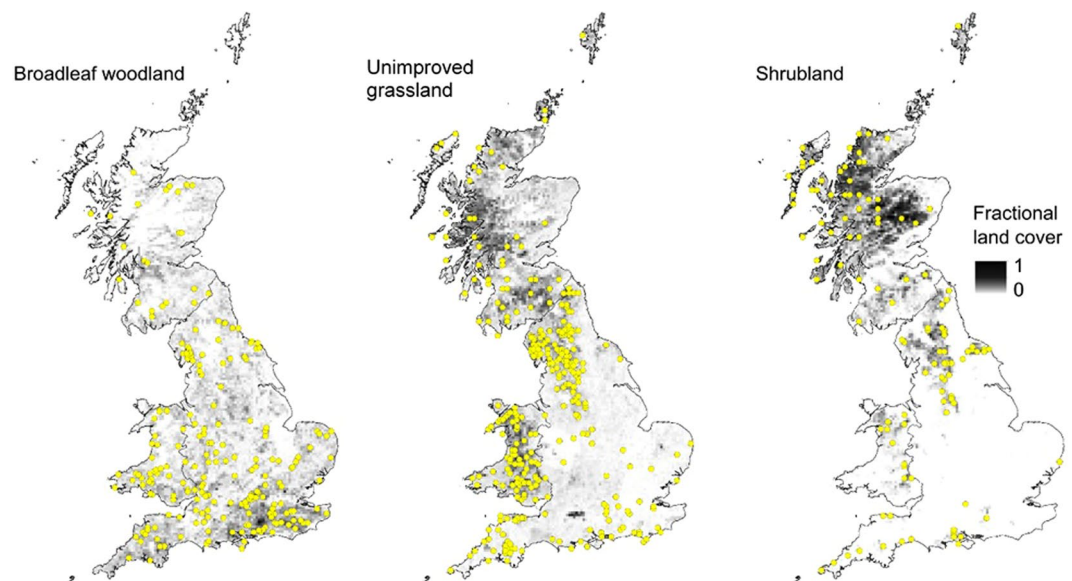 Broadleaf woodland
Unimproved
grassland
Shrubland
Fractional
land cover
1
0